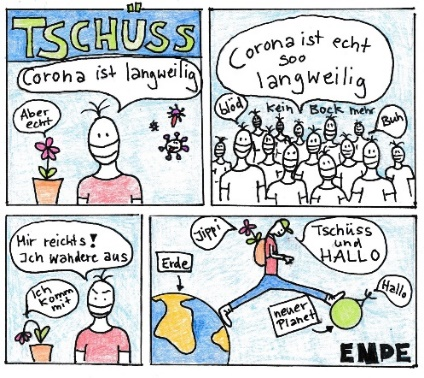 TSCHÜSS
Corona ist langweilig
Aber
echt
Corona ist echt
soo
langweilig
blöd
Kein Bock mehr
Buh
Mir reichts!
Ich wandere aus
Ich
komm
mit
Jippi
Tschüss
und
HALLO
Erde
Hallo
neuer
Planet
ENDE